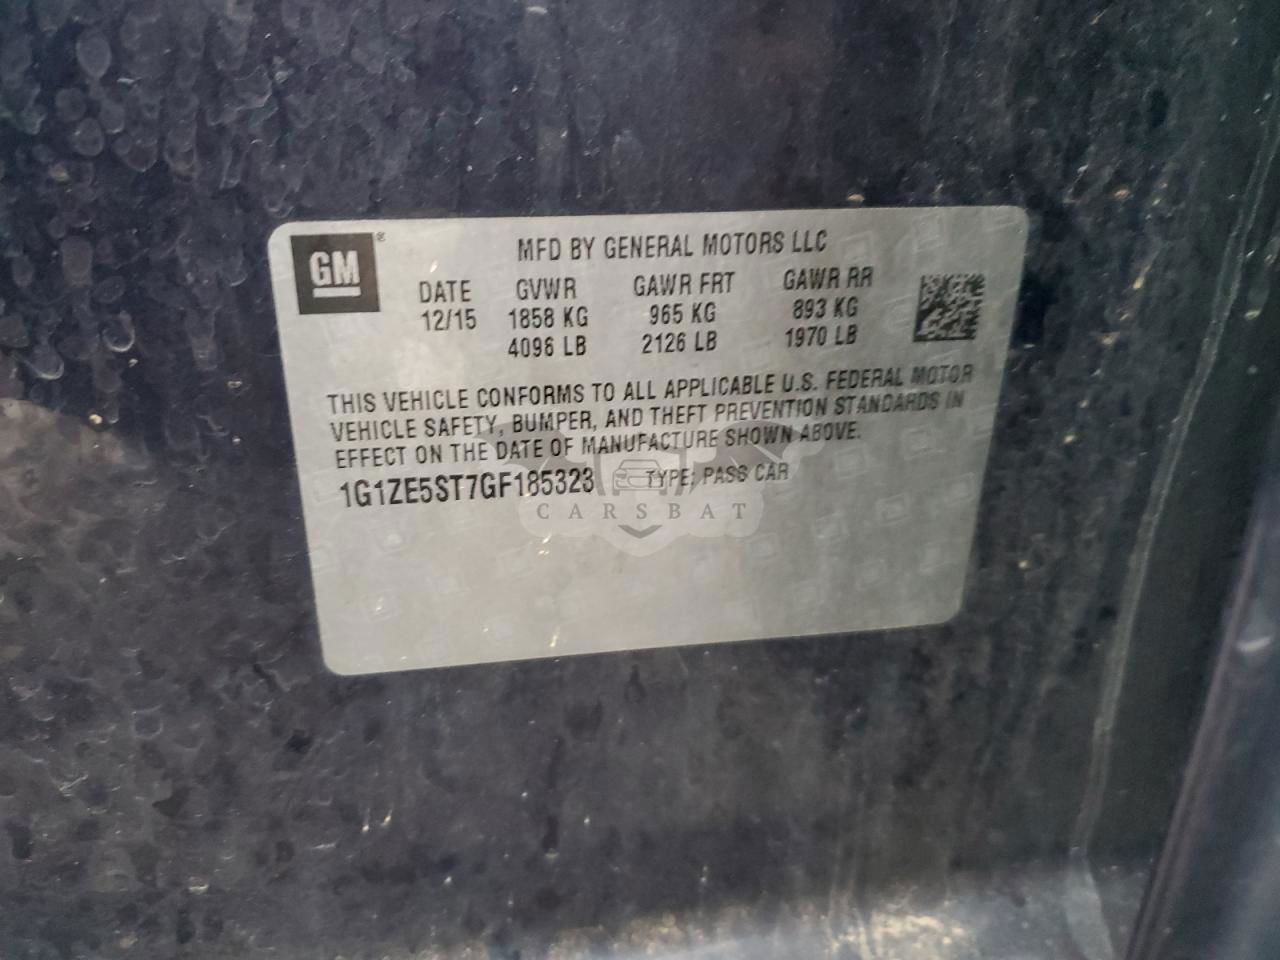 GM®
MFD BY GENERAL MOTORS LLC
DATE GVWR GAWR FRT GAWR RR
12/15 1858 KG 965 KG 893 KG
4096 LB 2126 LB 1970 LB
THIS VEHICLE CONFORMS TO ALL APPLICABLE U.S. FEDERAL MOTOR
VEHICLE SAFETY, BUMPER, AND THEFT PREVENTION STANDARDS IN
EFFECT ON THE DATE OF MANUFACTURE SHOWN ABOVE.
1G1ZE5ST7GF185323 TYPE: PASS CAR
CARSBAT